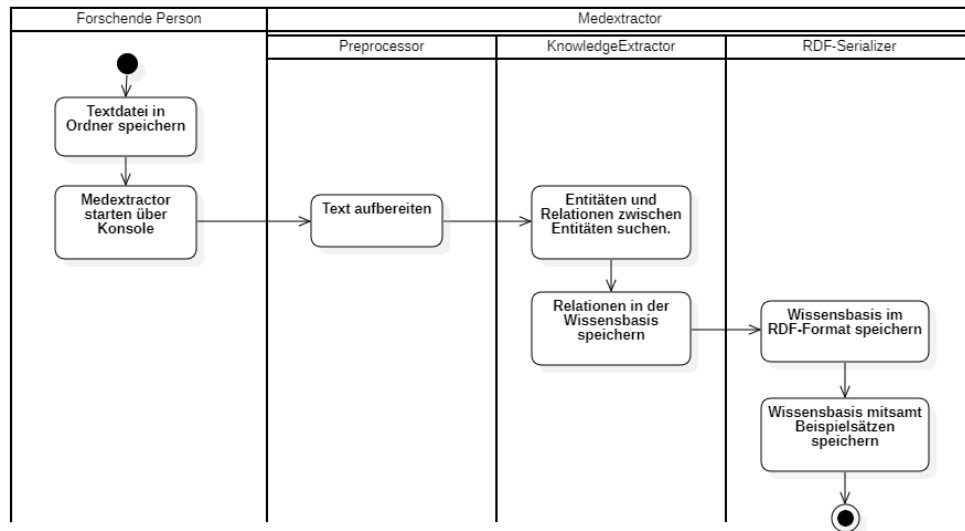 Forschende Person
Medextractor
Preprocessor
KnowledgeExtractor
RDF-Serializer
Textdatei in
Ordner speichern
Medextractor
starten über
Konsole
Text aufbereiten
Entitäten und
Relationen zwischen
Entitäten suchen.
Relationen in der
Wissensbasis
speichern
Wissensbasis im
RDF-Format speichern
Wissensbasis mitsamt
Beispielsätzen
speichern